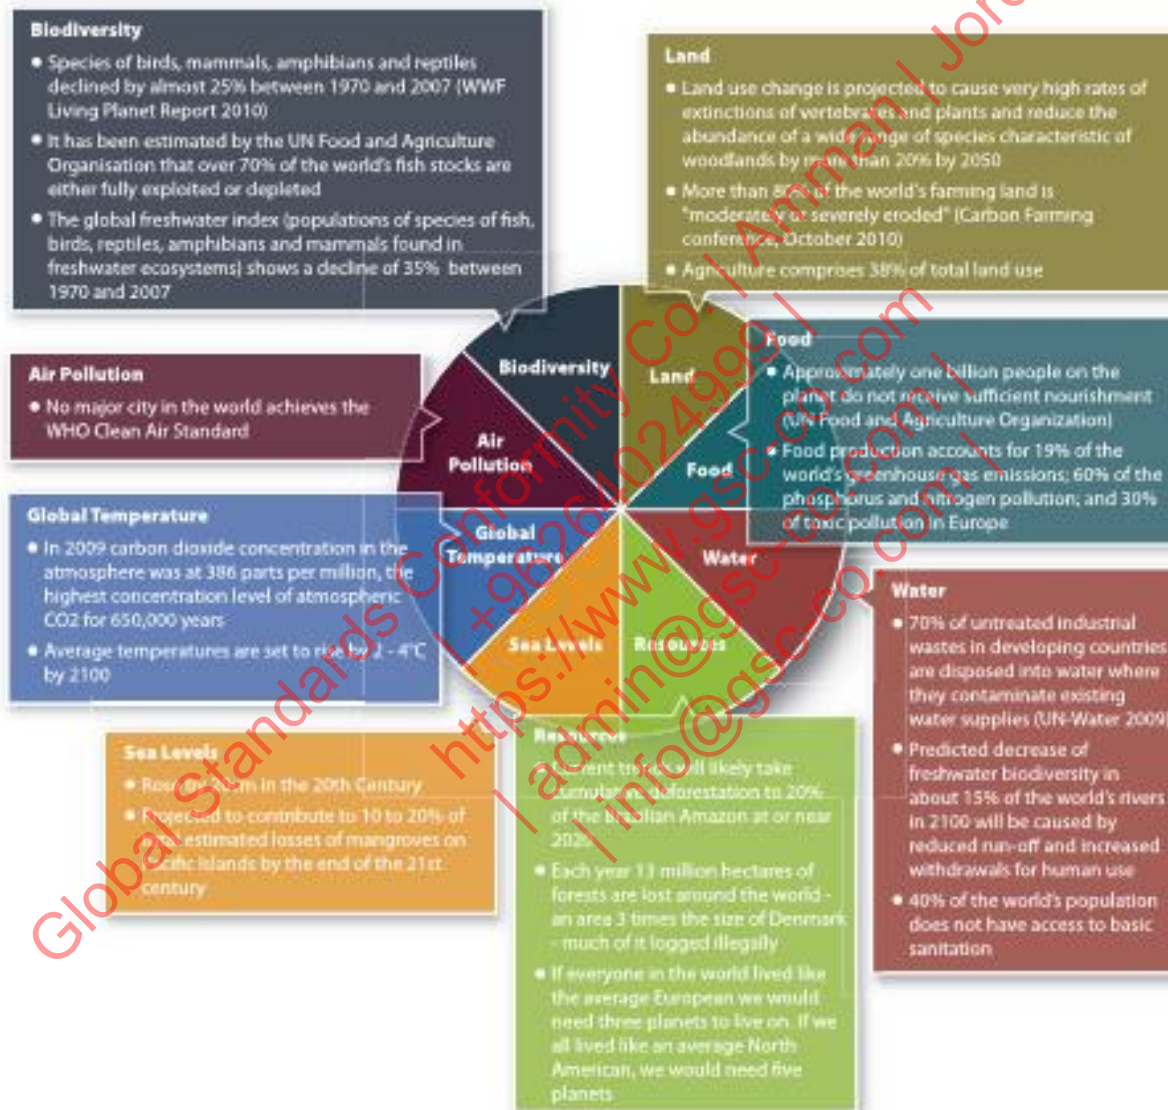 Biodiversity
• Species of birds, mammals, amphibians and reptiles
declined by almost 25% between 1970 and 2007 (WWF
Living Planet Report 2010)
• It has been estimated by the UN Food and Agriculture
Organisation that over 70% of the world's fish stocks are
either fully exploited or depleted
• The global freshwater index (populations of species of fish,
birds, reptiles, amphibians and mammals found in
freshwater ecosystems) shows a decline of 35% between
1970 and 2007
Land
• Land use change is projected to cause very high rates of
extinctions of vertebrates and plants and reduce the
abundance of a wide range of species characteristic of
woodlands by more than 20% by 2050
• More than 80% of the world's farming land is
"moderately or severely eroded" (Carbon Farming
conference, October 2010)
• Agriculture comprises 38% of total land use
Air Pollution
• No major city in the world achieves the
WHO Clean Air Standard
Food
• Approximately one billion people on the
planet do not receive sufficient nourishment
(UN Food and Agriculture Organization)
• Food production accounts for 19% of the
world's greenhouse gas emissions; 60% of the
phosphorus and nitrogen pollution; and 30%
of toxic pollution in Europe
Global Temperature
• In 2009 carbon dioxide concentration in the
atmosphere was at 386 parts per million, the
highest concentration level of atmospheric
CO2 for 650,000 years
• Average temperatures are set to rise by 2 - 4°C
by 2100
Biodiversity
Land
Air
Pollution
Food
Global
Temperature
Water
Sea Levels
Resources
Water
• 70% of untreated industrial
wastes in developing countries
are disposed into water where
they contaminate existing
water supplies (UN-Water 2009)
• Predicted decrease of
freshwater biodiversity in
about 15% of the world's rivers
in 2100 will be caused by
reduced run-off and increased
withdrawals for human use
• 40% of the world's population
does not have access to basic
sanitation
Sea Levels
• Rose in the 20th Century
• Projected to contribute to 10 to 20% of
estimated losses of mangroves on
Pacific islands by the end of the 21st
century
Resources
• Current trends will likely take
cumulative deforestation to 20%
of the Brazilian Amazon at or near
• Each year 13 million hectares of
forests are lost around the world -
an area 3 times the size of Denmark
- much of it logged illegally
• If everyone in the world lived like
the average European we would
need three planets to live on. If we
all lived like an average North
American, we would need five
planets
Global Standards Conformity Co. | Amman | Jor
| +96264024999 |
https://www.gsc-co.com
| admin@gsc-co.com |
| info@gsc-co.com |